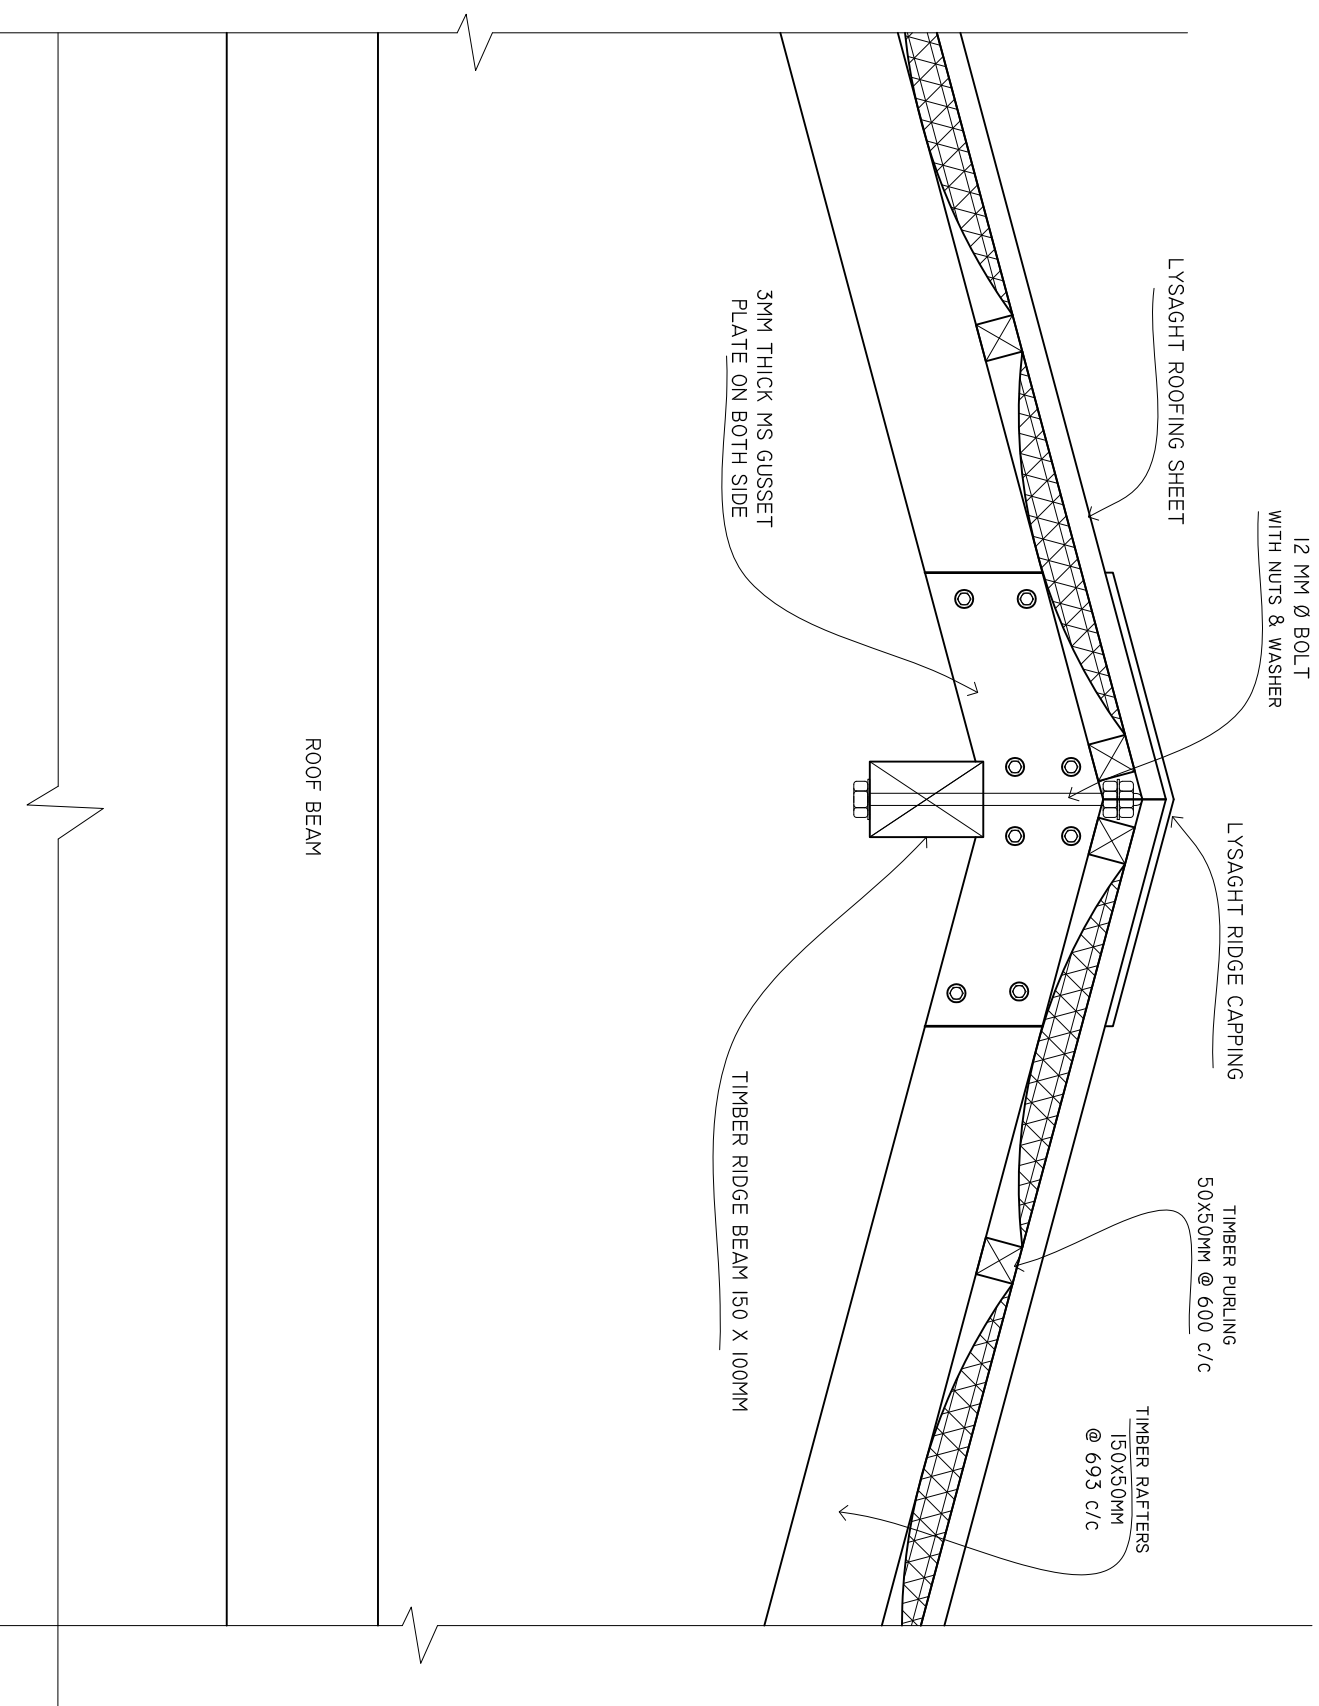 12 MM Ø BOLT
WITH NUTS & WASHER
LYSAGHT RIDGE CAPPING
TIMBER PURLING
50X50MM @ 600 C/C
LYSAGHT ROOFING SHEET
TIMBER RAFTERS
150X50MM
@ 693 C/C
3MM THICK MS GUSSET
PLATE ON BOTH SIDE
TIMBER RIDGE BEAM 150 X 100MM
ROOF BEAM